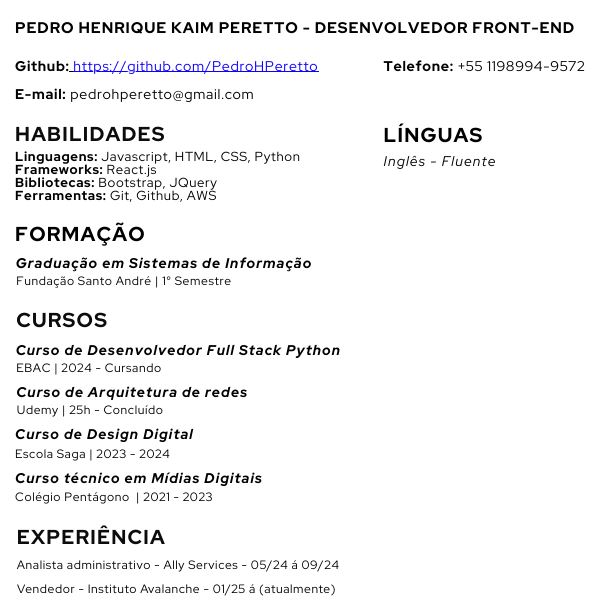 PEDRO HENRIQUE KAIM PERETTO - DESENVOLVEDOR FRONT-END
Github: https://github.com/PedroHPeretto
Telefone: +55 1198994-9572
E-mail: pedrohperetto@gmail.com
HABILIDADES
Linguagens: Javascript, HTML, CSS, Python
Frameworks: React.js
Bibliotecas: Bootstrap, JQuery
Ferramentas: Git, Github, AWS
LÍNGUAS
Inglês - Fluente
FORMAÇÃO
Graduação em Sistemas de Informação
Fundação Santo André | 1° Semestre
CURSOS
Curso de Desenvolvedor Full Stack Python
EBAC | 2024 - Cursando
Curso de Arquitetura de redes
Udemy | 25h - Concluído
Curso de Design Digital
Escola Saga | 2023 - 2024
Curso técnico em Mídias Digitais
Colégio Pentágono | 2021 - 2023
EXPERIÊNCIA
Analista administrativo - Ally Services - 05/24 á 09/24
Vendedor - Instituto Avalanche - 01/25 á (atualmente)